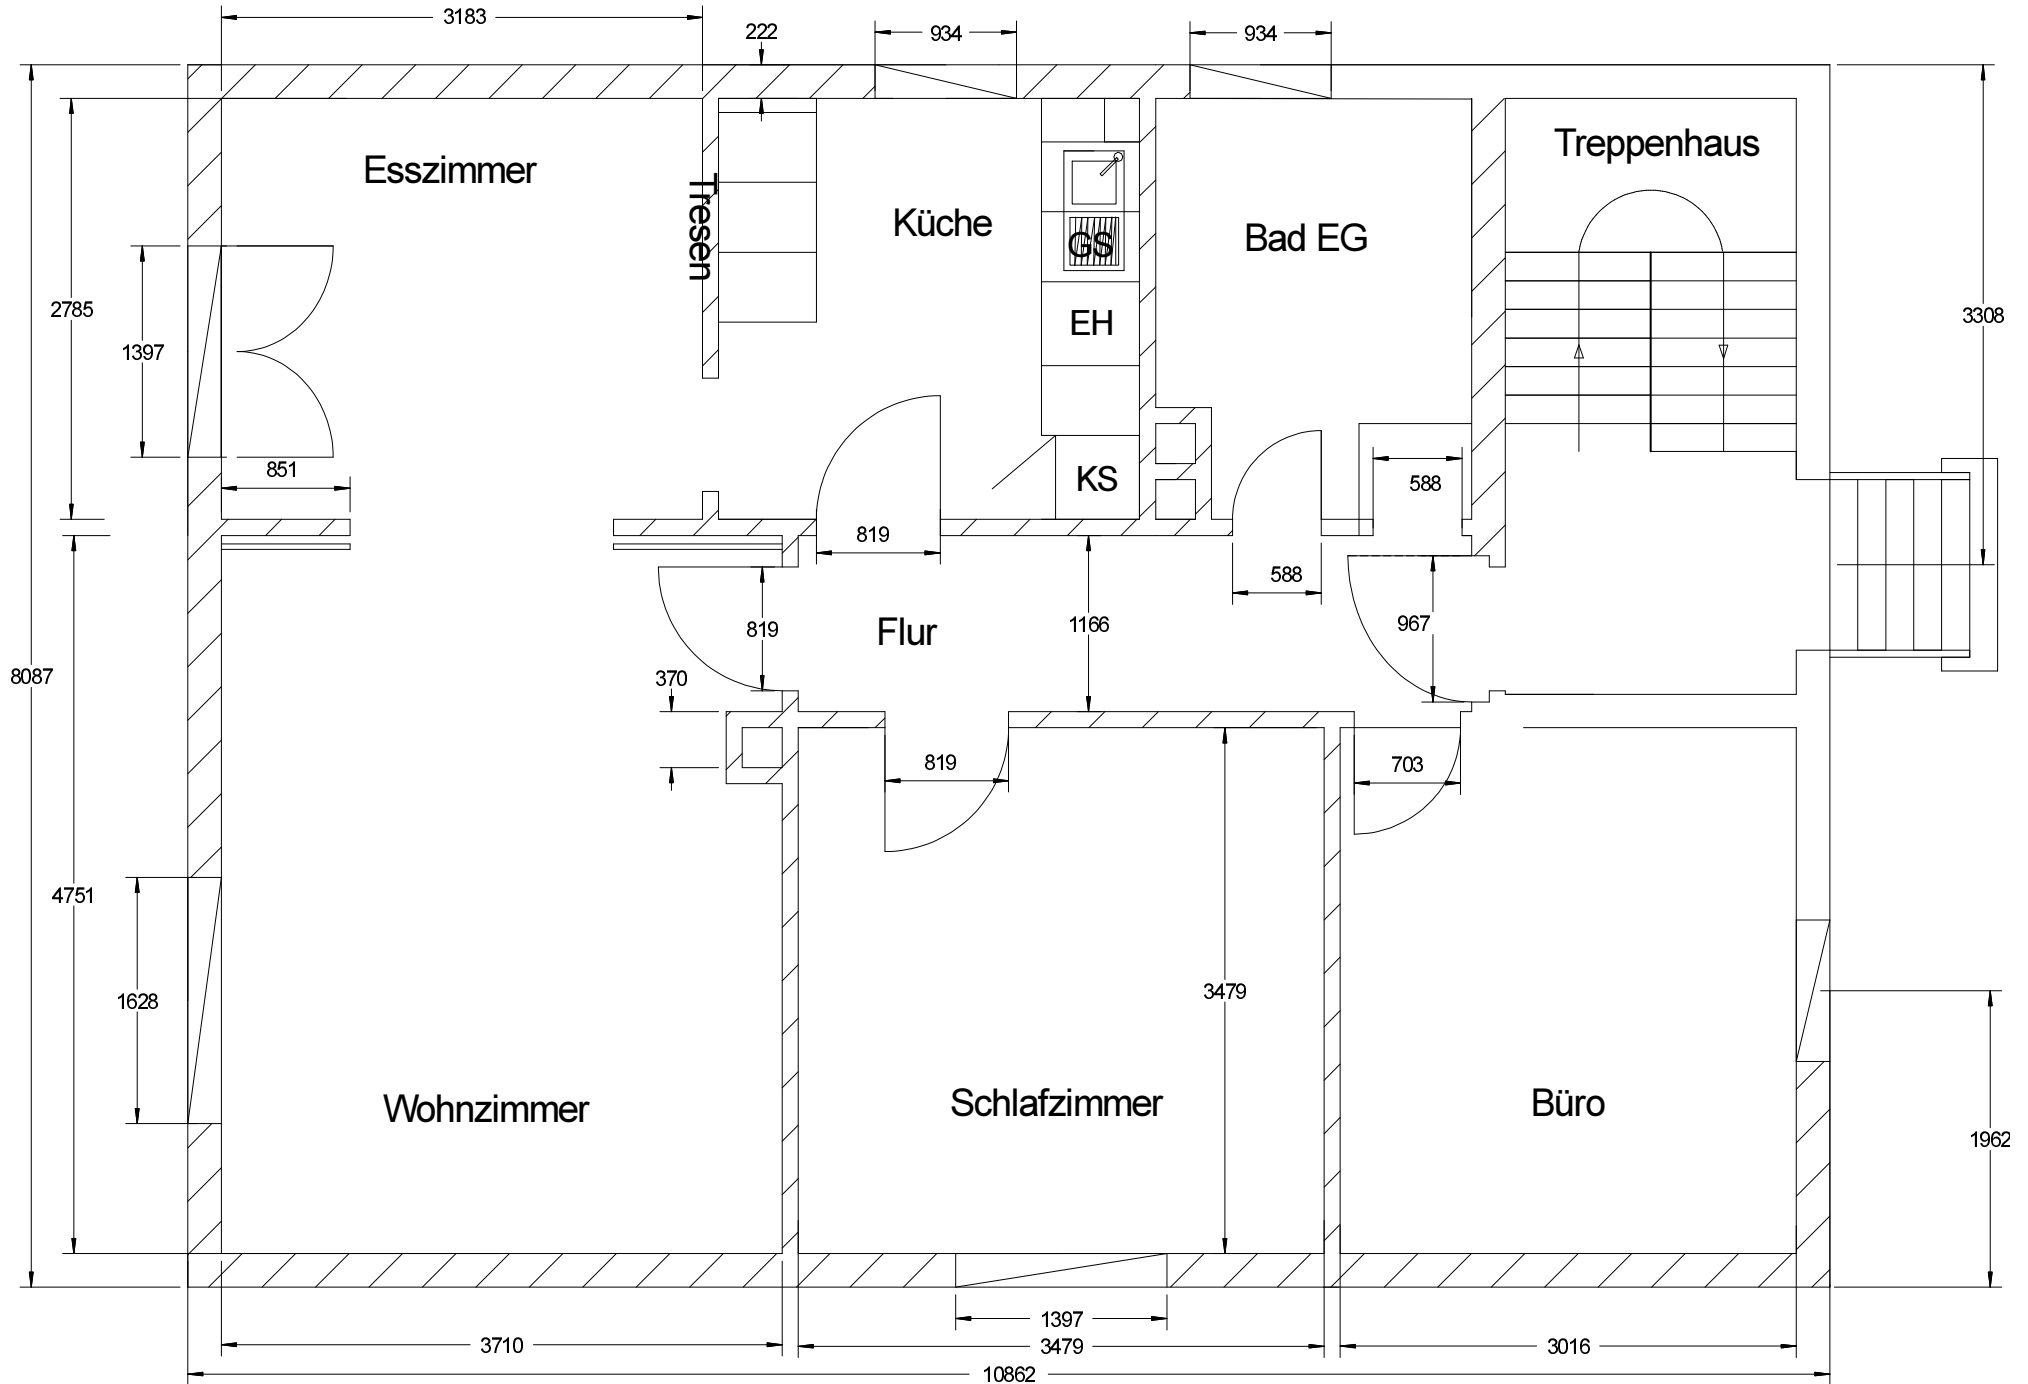 3183
222
934
934
Esszimmer
Tresen
Küche
GS
Bad EG
Treppenhaus
2785
1397
EH
3308
851
KS
588
819
588
Flur
819
1166
967
8087
370
819
703
4751
1628
3479
Wohnzimmer
Schlafzimmer
Büro
1962
1397
3710
3479
3016
10862